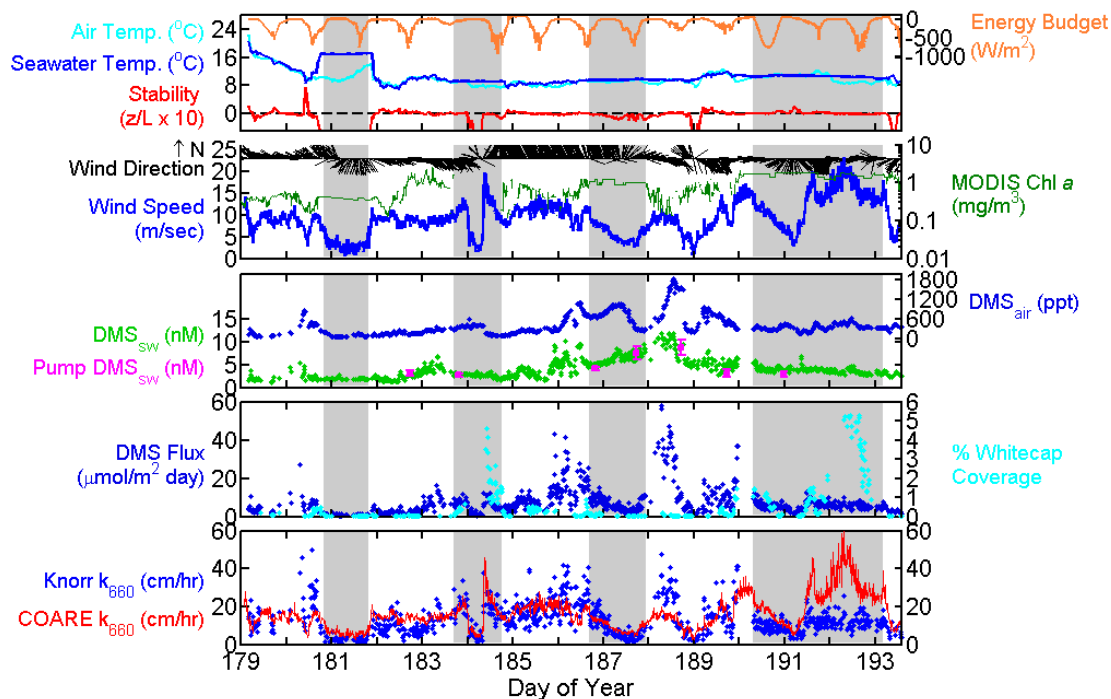 28
Air Temp. (°C)
24
0
Energy Budget
-500
(W/m²)
Seawater Temp. (°C)
16
-1000
Stability
8
(z/L x 10)
0
↑ N
25
10
Wind Direction
20
1
MODIS Chl a
15
(mg/m³)
Wind Speed
10
0.1
(m/sec)
5
0
0.01
1800
1200
DMSair (ppt)
15
600
DMSsw (nM)
10
0
Pump DMSsw (nM)
5
0
60
6
5
DMS Flux
40
4
% Whitecap
(μmol/m² day)
3
Coverage
20
2
1
0
0
60
60
Knorr k660 (cm/hr)
40
40
COARE k660 (cm/hr)
20
20
0
0
179
181
183
185
187
189
191
193
Day of Year